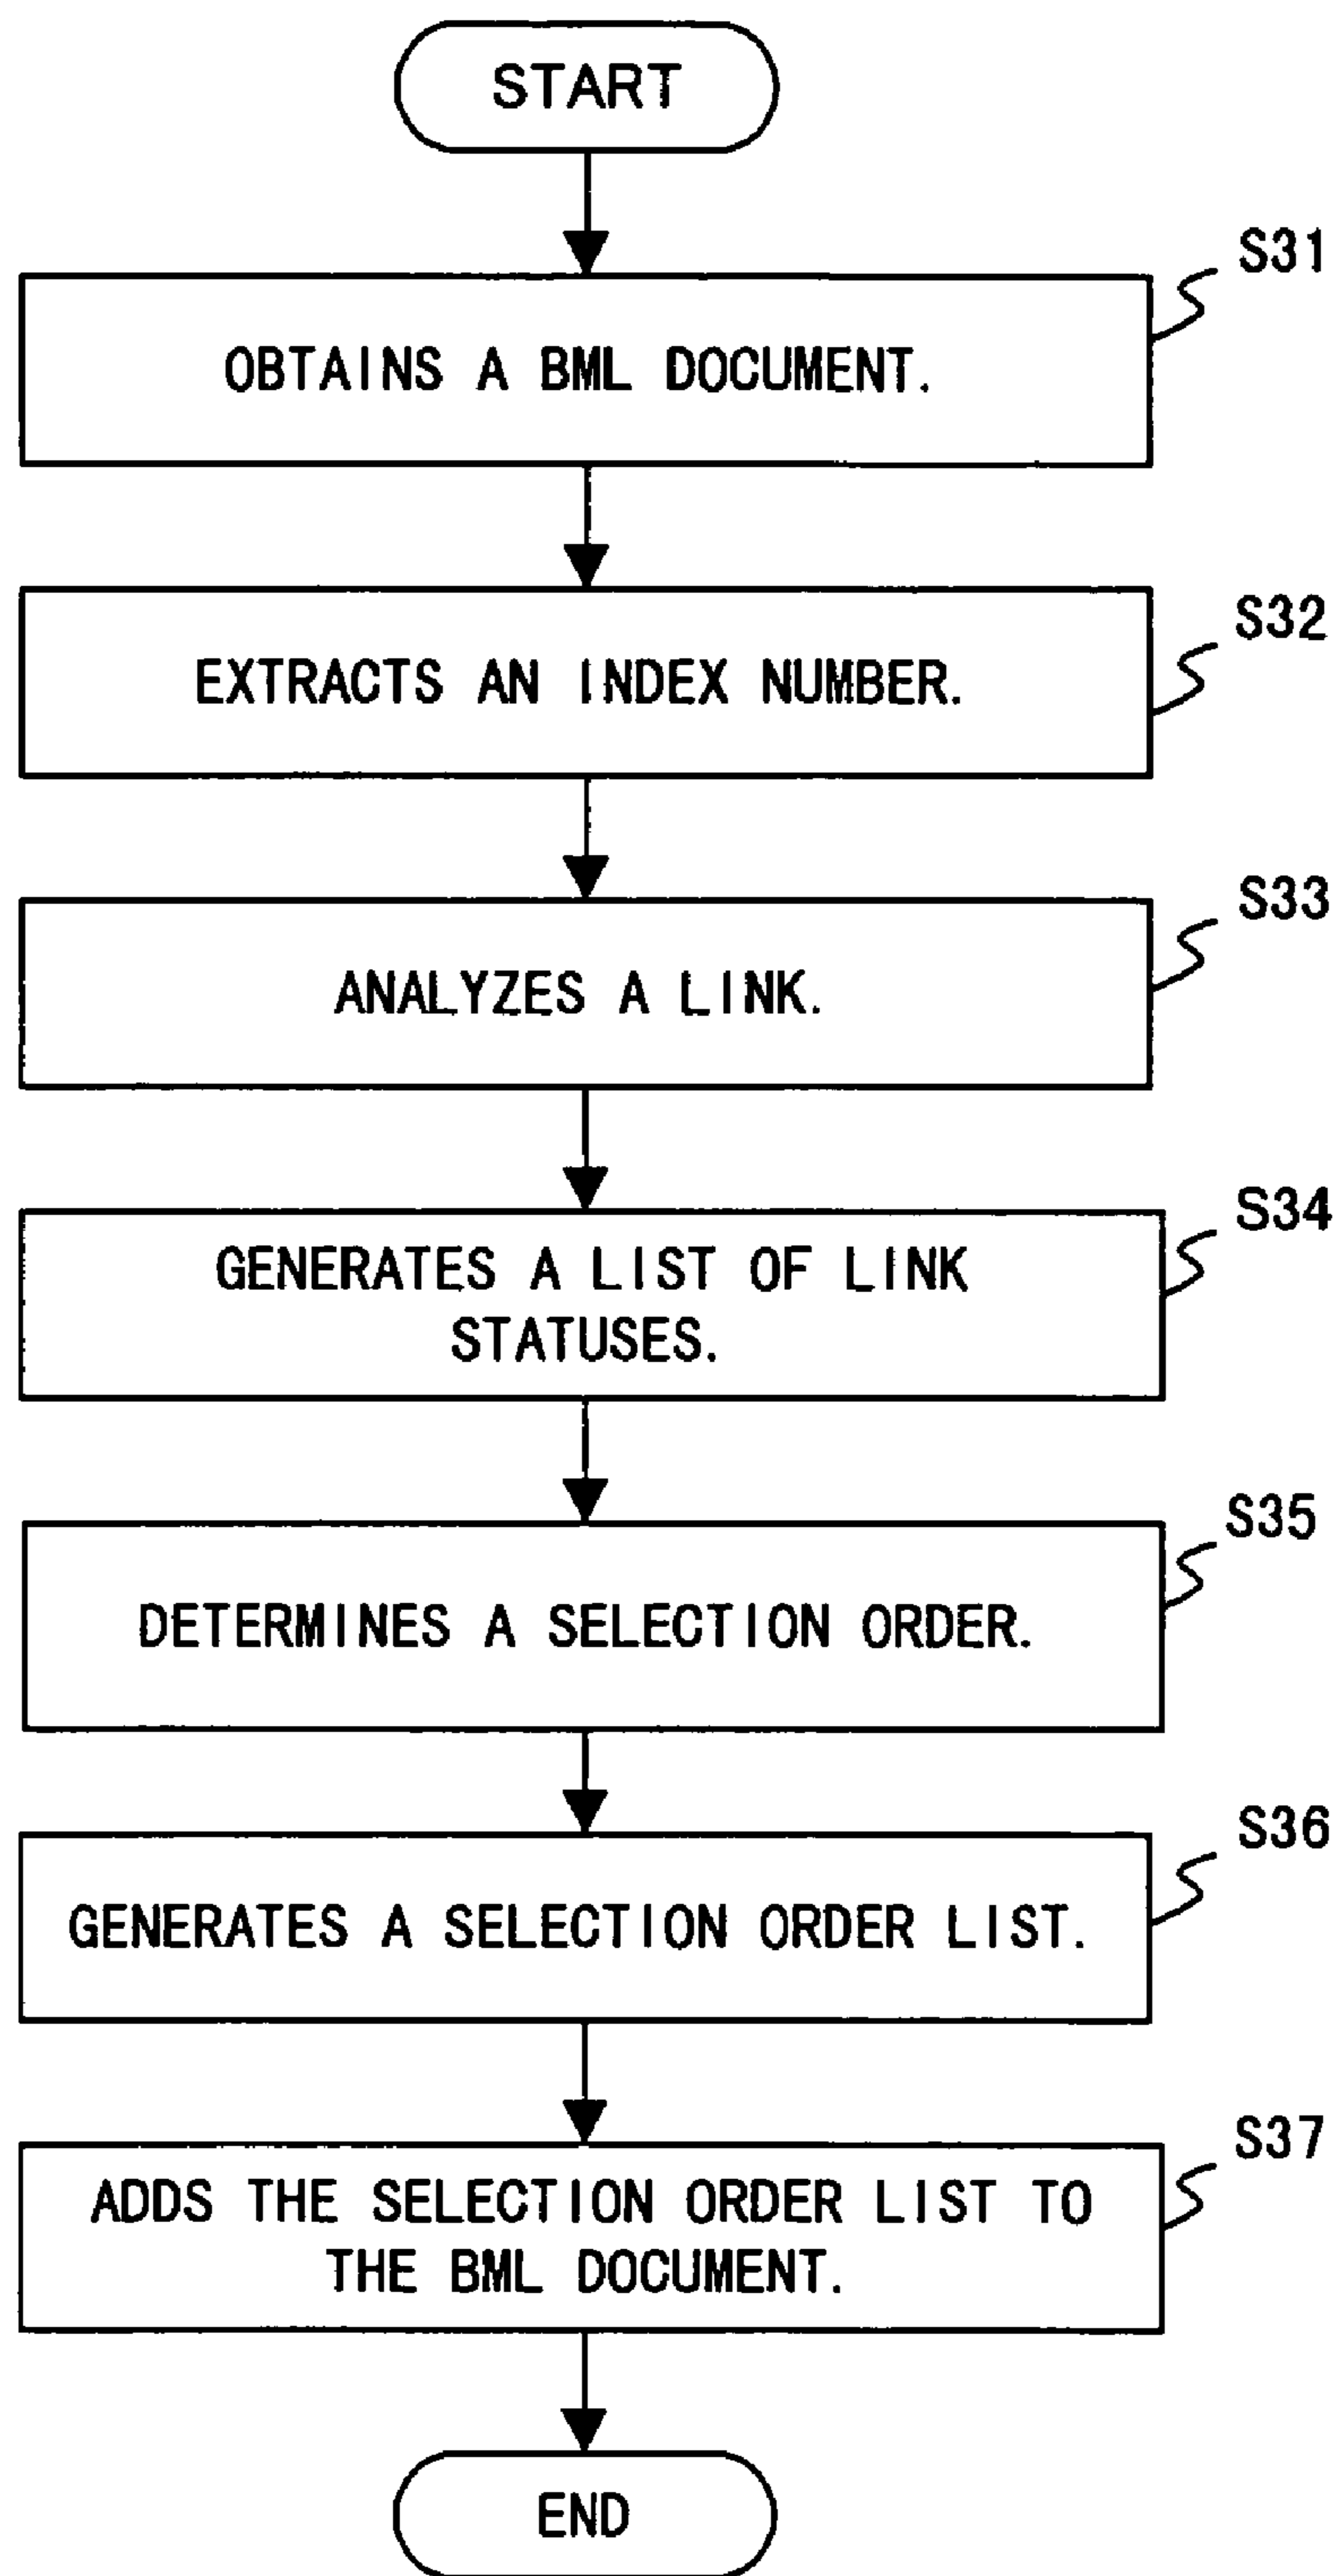 START
S31
OBTAINS A BML DOCUMENT.
S32
EXTRACTS AN INDEX NUMBER.
S33
ANALYZES A LINK.
S34
GENERATES A LIST OF LINK
STATUSES.
S35
DETERMINES A SELECTION ORDER.
S36
GENERATES A SELECTION ORDER LIST.
S37
ADDS THE SELECTION ORDER LIST TO
THE BML DOCUMENT.
END